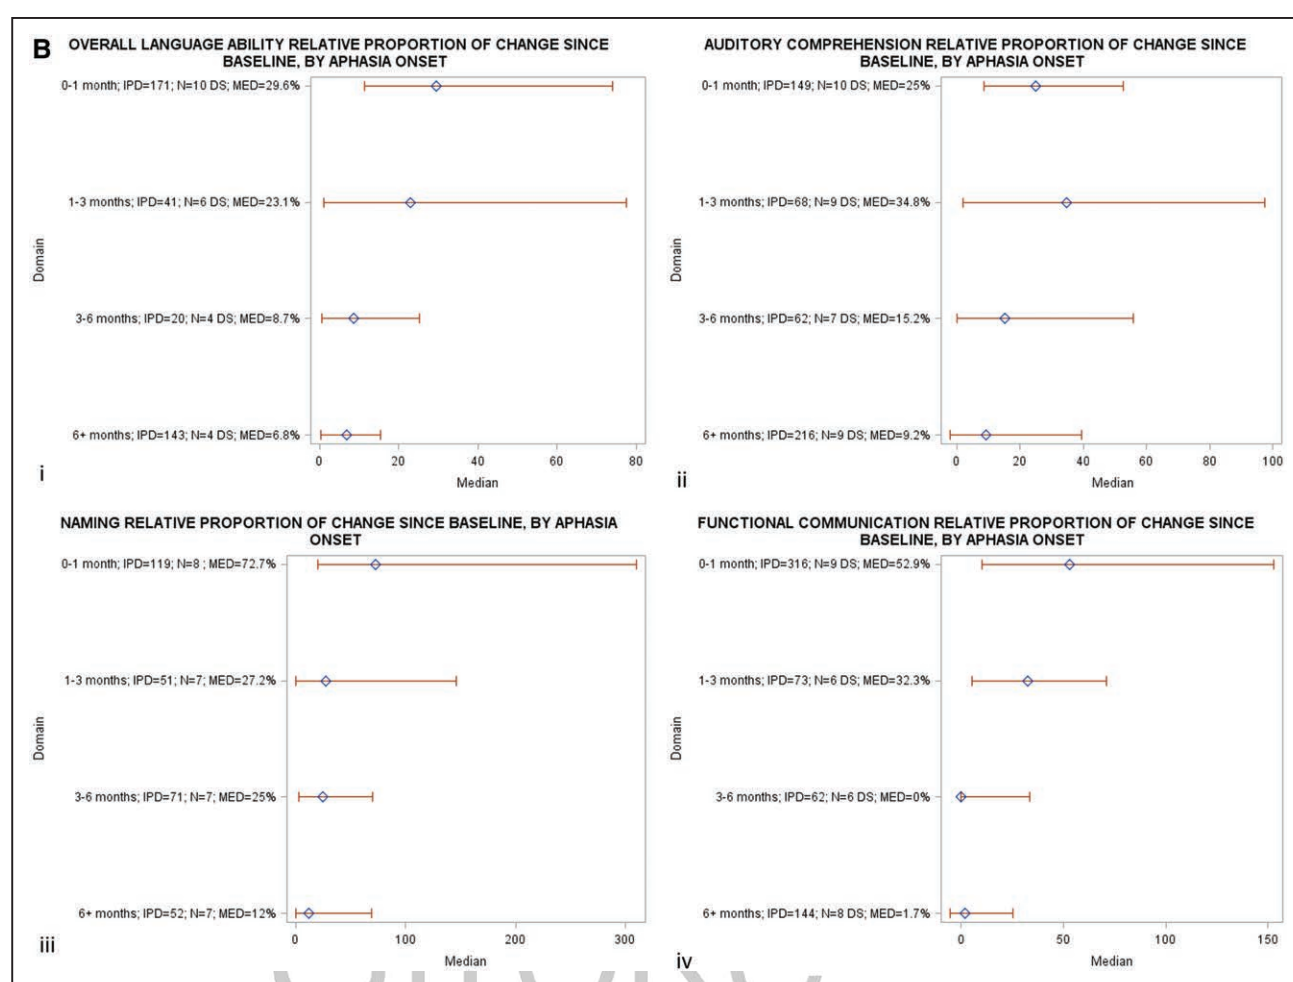 B
OVERALL LANGUAGE ABILITY RELATIVE PROPORTION OF CHANGE SINCE
BASELINE, BY APHASIA ONSET
0-1 month; IPD=171; N=10 DS; MED=29.6%
1-3 months; IPD=41; N=6 DS; MED=23.1%
Domain
3-6 months; IPD=20; N=4 DS; MED=8.7%
6+ months; IPD=143; N=4 DS; MED=6.8%
0 20 40 60 80
Median
i
AUDITORY COMPREHENSION RELATIVE PROPORTION OF CHANGE SINCE
BASELINE, BY APHASIA ONSET
0-1 month; IPD=149; N=10 DS; MED=25%
1-3 months; IPD=68; N=9 DS; MED=34.8%
Domain
3-6 months; IPD=62; N=7 DS; MED=15.2%
6+ months; IPD=216; N=9 DS; MED=9.2%
0 20 40 60 80 100
Median
ii
NAMING RELATIVE PROPORTION OF CHANGE SINCE BASELINE, BY APHASIA
ONSET
0-1 month; IPD=119; N=8 ; MED=72.7%
1-3 months; IPD=51; N=7; MED=27.2%
Domain
3-6 months; IPD=71; N=7; MED=25%
6+ months; IPD=52; N=7; MED=12%
0 100 200 300
Median
iii
FUNCTIONAL COMMUNICATION RELATIVE PROPORTION OF CHANGE SINCE
BASELINE, BY APHASIA ONSET
0-1 month; IPD=316; N=9 DS; MED=52.9%
1-3 months; IPD=73; N=6 DS; MED=32.3%
Domain
3-6 months; IPD=62; N=6 DS; MED=0%
6+ months; IPD=144; N=8 DS; MED=1.7%
0 50 100 150
Median
iv